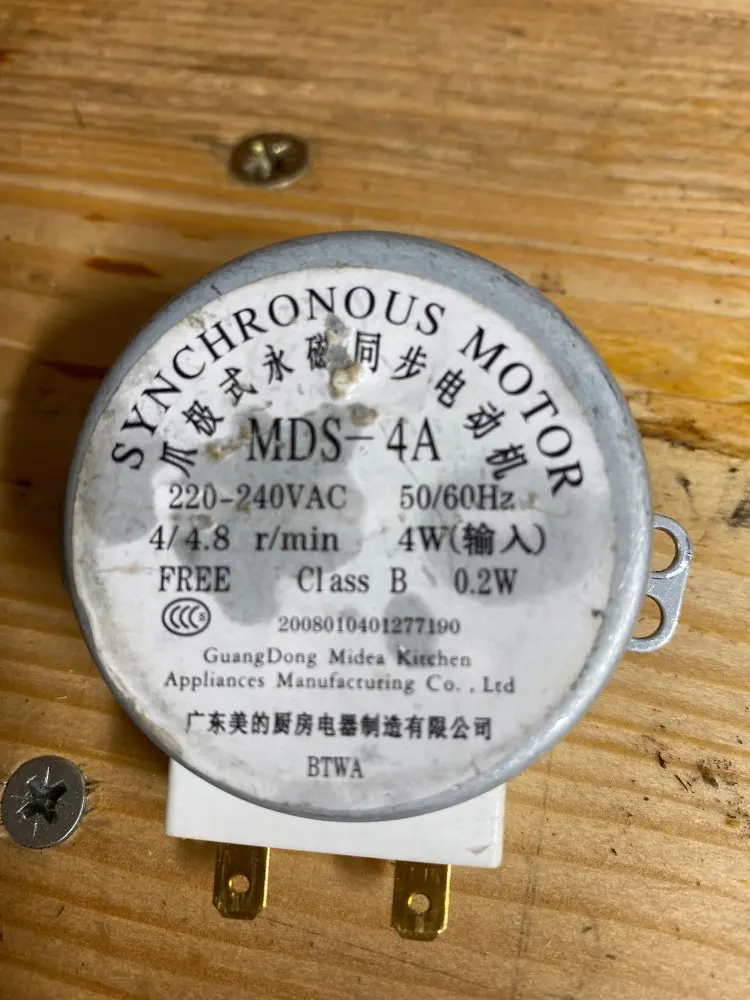 SYNCHRONOUS MOTOR
爪极式永磁同步电动机
MDS-4A
220-240VAC 50/60Hz
4/4.8 r/min 4W(输入)
FREE Class B 0.2W
CCC S
2008010401277190
GuangDong Midea Kitchen
Appliances Manufacturing Co., Ltd
广东美的厨房电器制造有限公司
BTWA